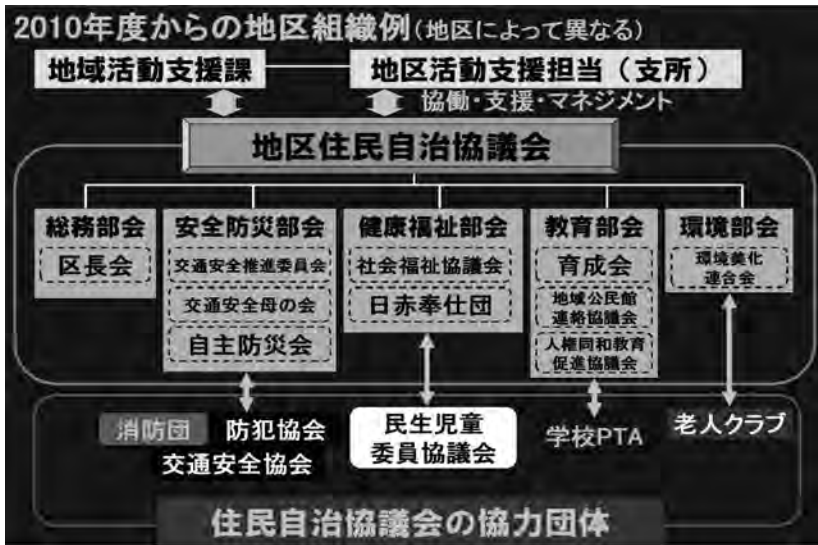 2010年度からの地区組織例(地区によって異なる)
地域活動支援課
地区活動支援担当(支所)
協働・支援・マネジメント
地区住民自治協議会
総務部会
区長会
安全防災部会
交通安全推進委員会
交通安全母の会
自主防災会
健康福祉部会
社会福祉協議会
日赤奉仕団
教育部会
育成会
地域公民館
連絡協議会
人権同和教育
促進協議会
環境部会
環境美化
連合会
消防団
防犯協会
交通安全協会
民生児童
委員協議会
学校PTA
老人クラブ
住民自治協議会の協力団体